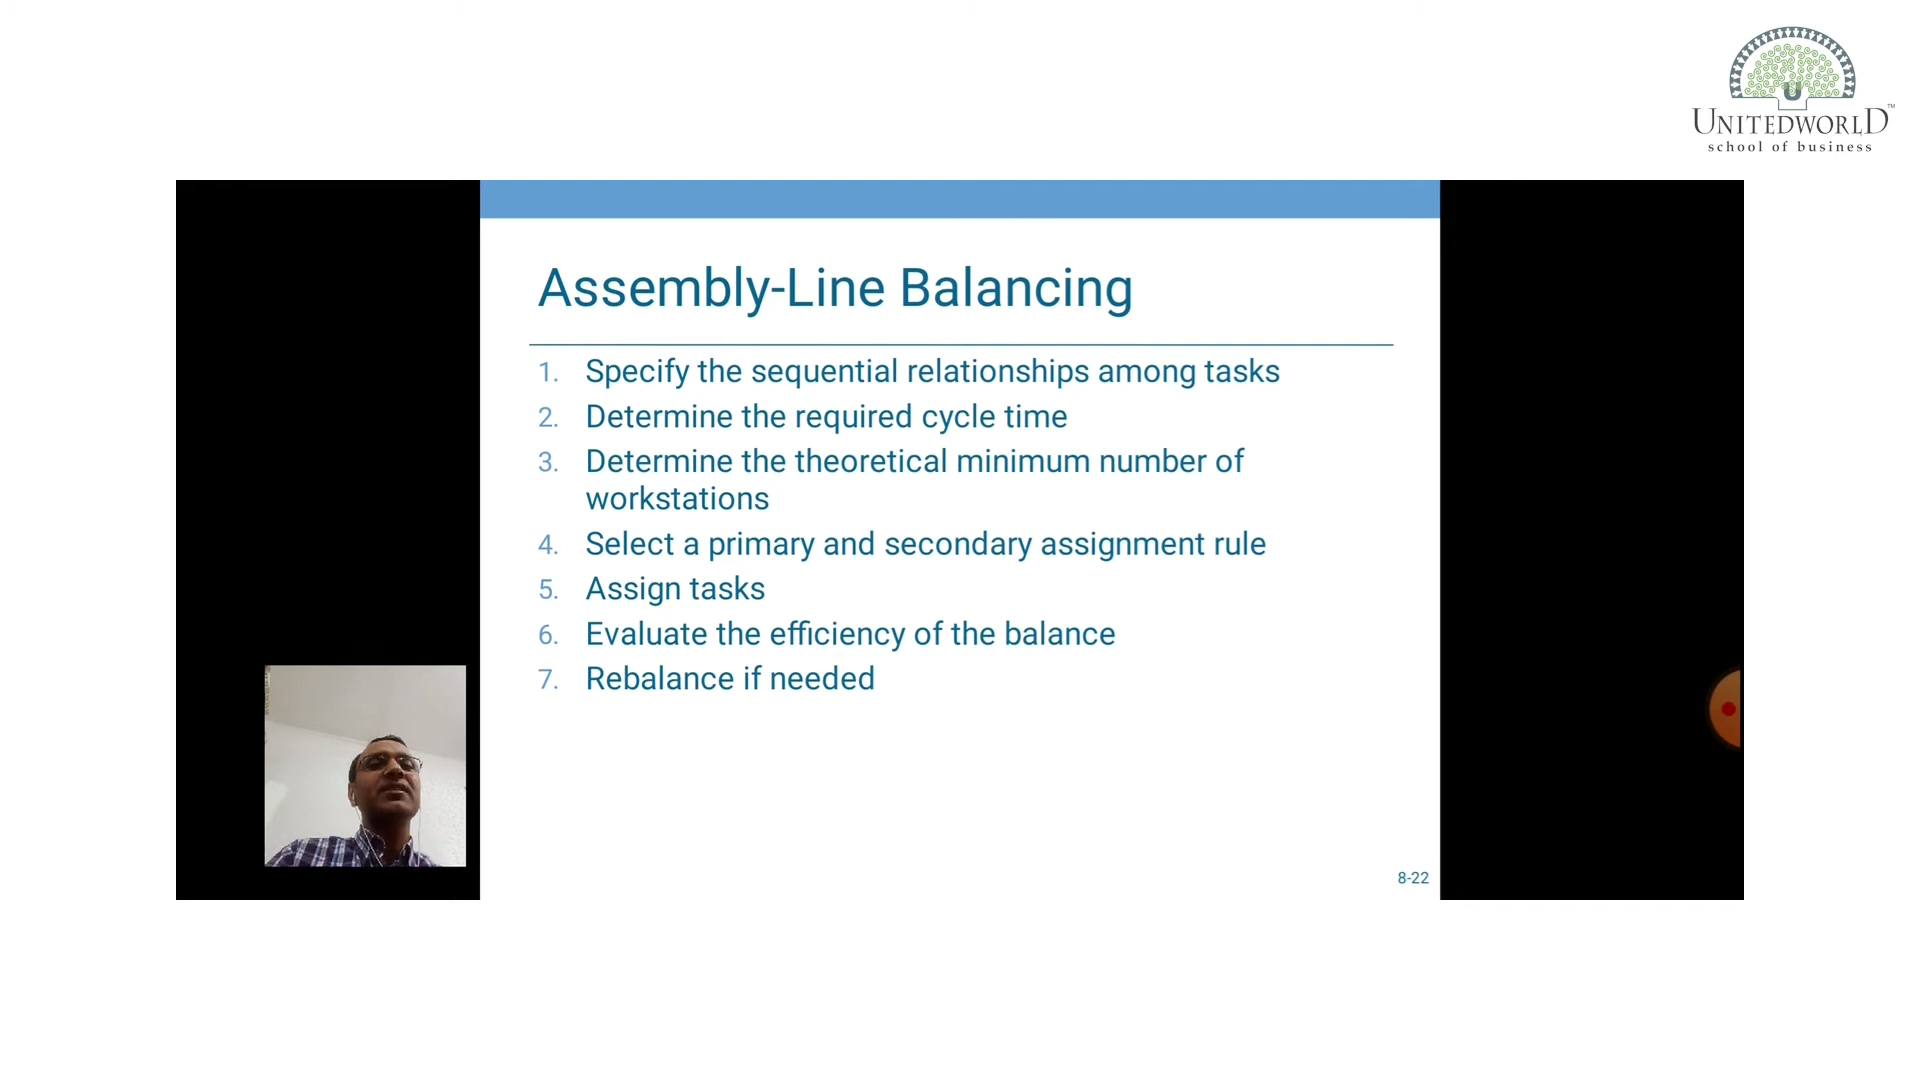 UNITEDWORLD™
school of business
Assembly-Line Balancing
1. Specify the sequential relationships among tasks
2. Determine the required cycle time
3. Determine the theoretical minimum number of
workstations
4. Select a primary and secondary assignment rule
5. Assign tasks
6. Evaluate the efficiency of the balance
7. Rebalance if needed
8-22